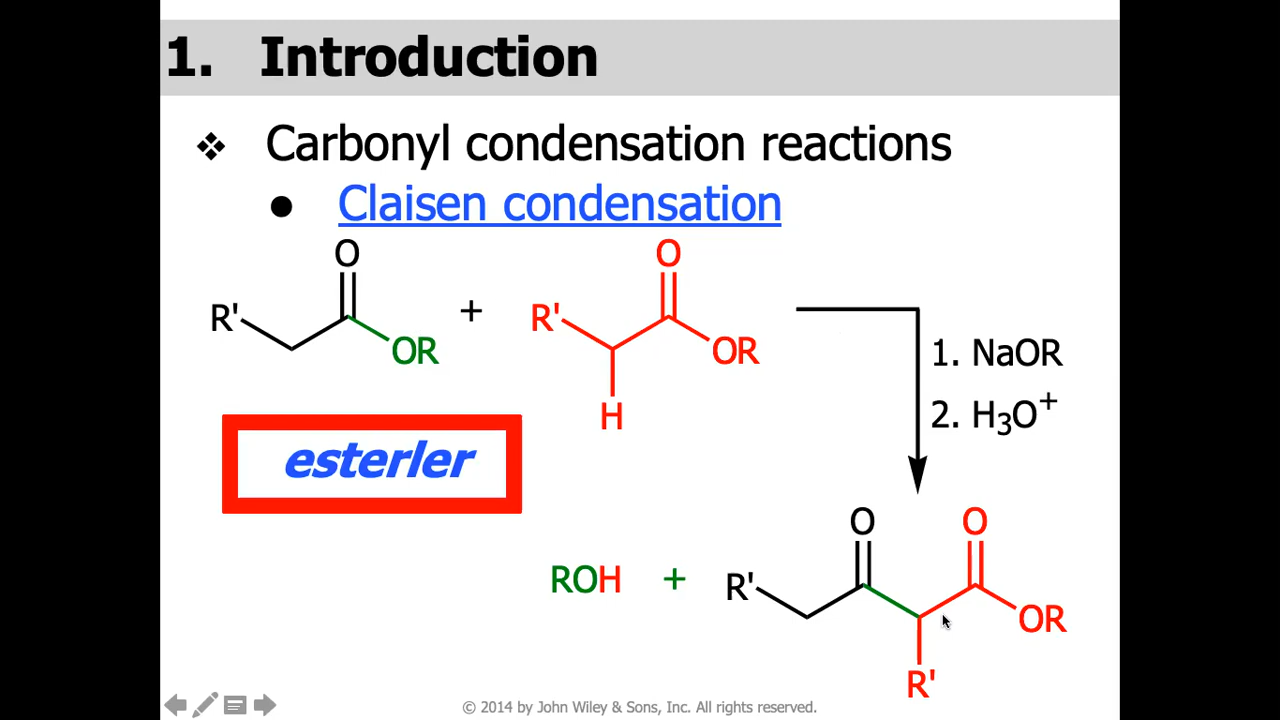 1. Introduction
❖ Carbonyl condensation reactions
● Claisen condensation
O O
R' + R'
OR OR
1. NaOR
H
2. H₃O⁺
esterler
O O
ROH + R'
OR
R'
© 2014 by John Wiley & Sons, Inc. All rights reserved.